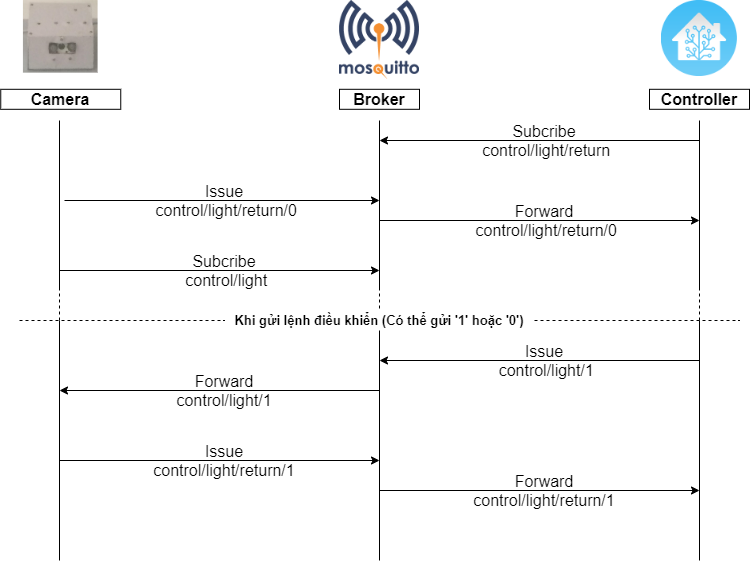 mosquitto
Camera
Broker
Controller
Subcribe
control/light/return
Issue
control/light/return/0
Forward
control/light/return/0
Subcribe
control/light
Khi gửi lệnh điều khiển (Có thể gửi '1' hoặc '0')
Issue
control/light/1
Forward
control/light/1
Issue
control/light/return/1
Forward
control/light/return/1